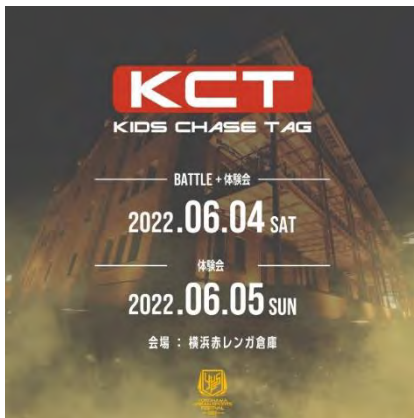 KCT
KIDS CHASE TAG
BATTLE + 体験会
2022.06.04 SAT
体験会
2022.06.05 SUN
会場 : 横浜赤レンガ倉庫
FESTIVAL